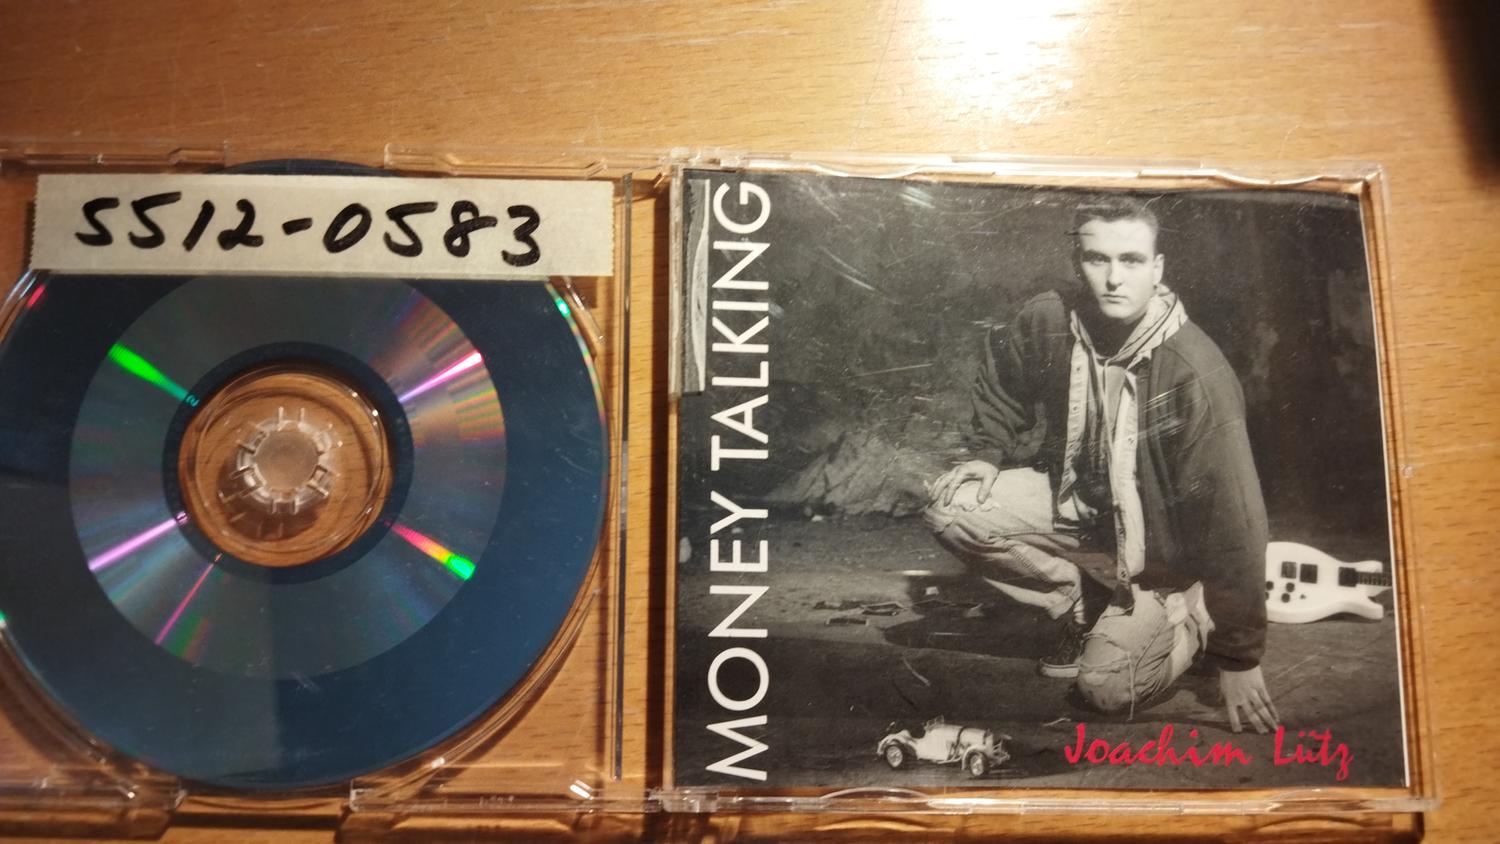 5512-0583
MONEY TALKING
Joachim Lütz